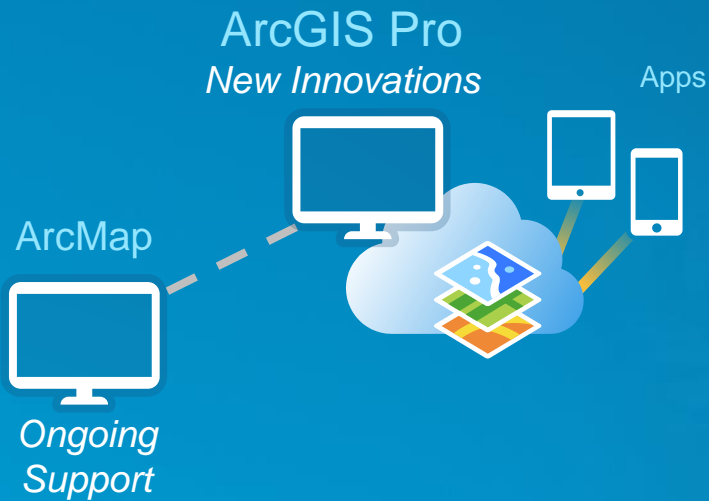 ArcGIS Pro
New Innovations
Apps
ArcMap
Ongoing
Support